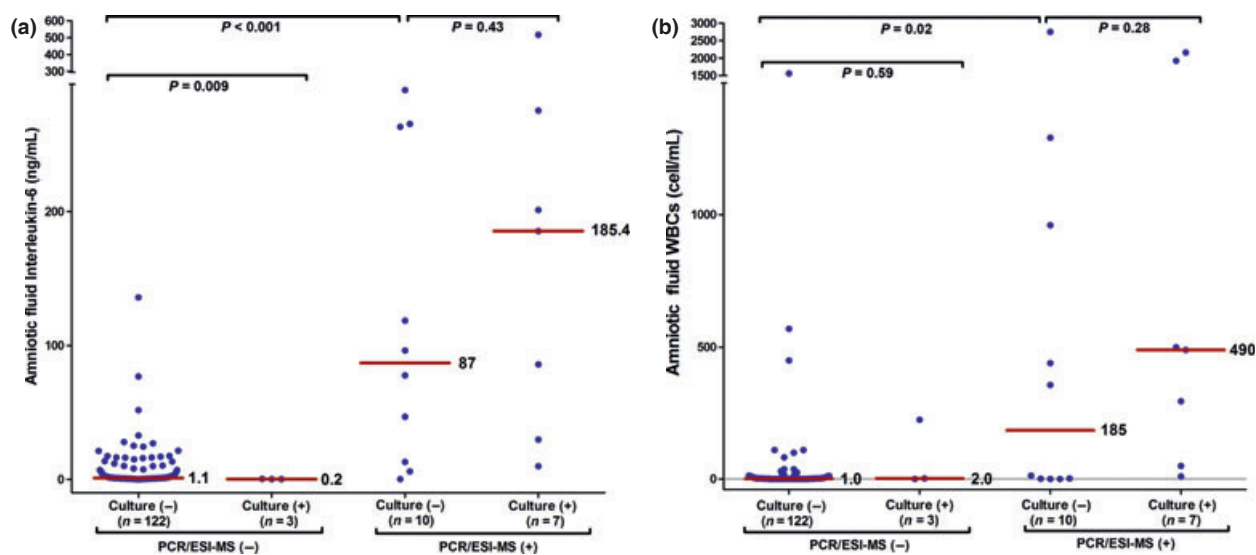 (a)
600
500
400
300
200
100
0
Amniotic fluid Interleukin-6 (ng/mL)
P < 0.001
P = 0.43
P = 0.009
1.1
0.2
87
185.4
Culture (–)
(n = 122)
Culture (+)
(n = 3)
Culture (–)
(n = 10)
Culture (+)
(n = 7)
PCR/ESI-MS (–)
PCR/ESI-MS (+)
(b)
3000
2500
2000
1500
1000
500
0
Amniotic fluid WBCs (cell/mL)
P = 0.02
P = 0.28
P = 0.59
1.0
2.0
185
490
Culture (–)
(n = 122)
Culture (+)
(n = 3)
Culture (–)
(n = 10)
Culture (+)
(n = 7)
PCR/ESI-MS (–)
PCR/ESI-MS (+)